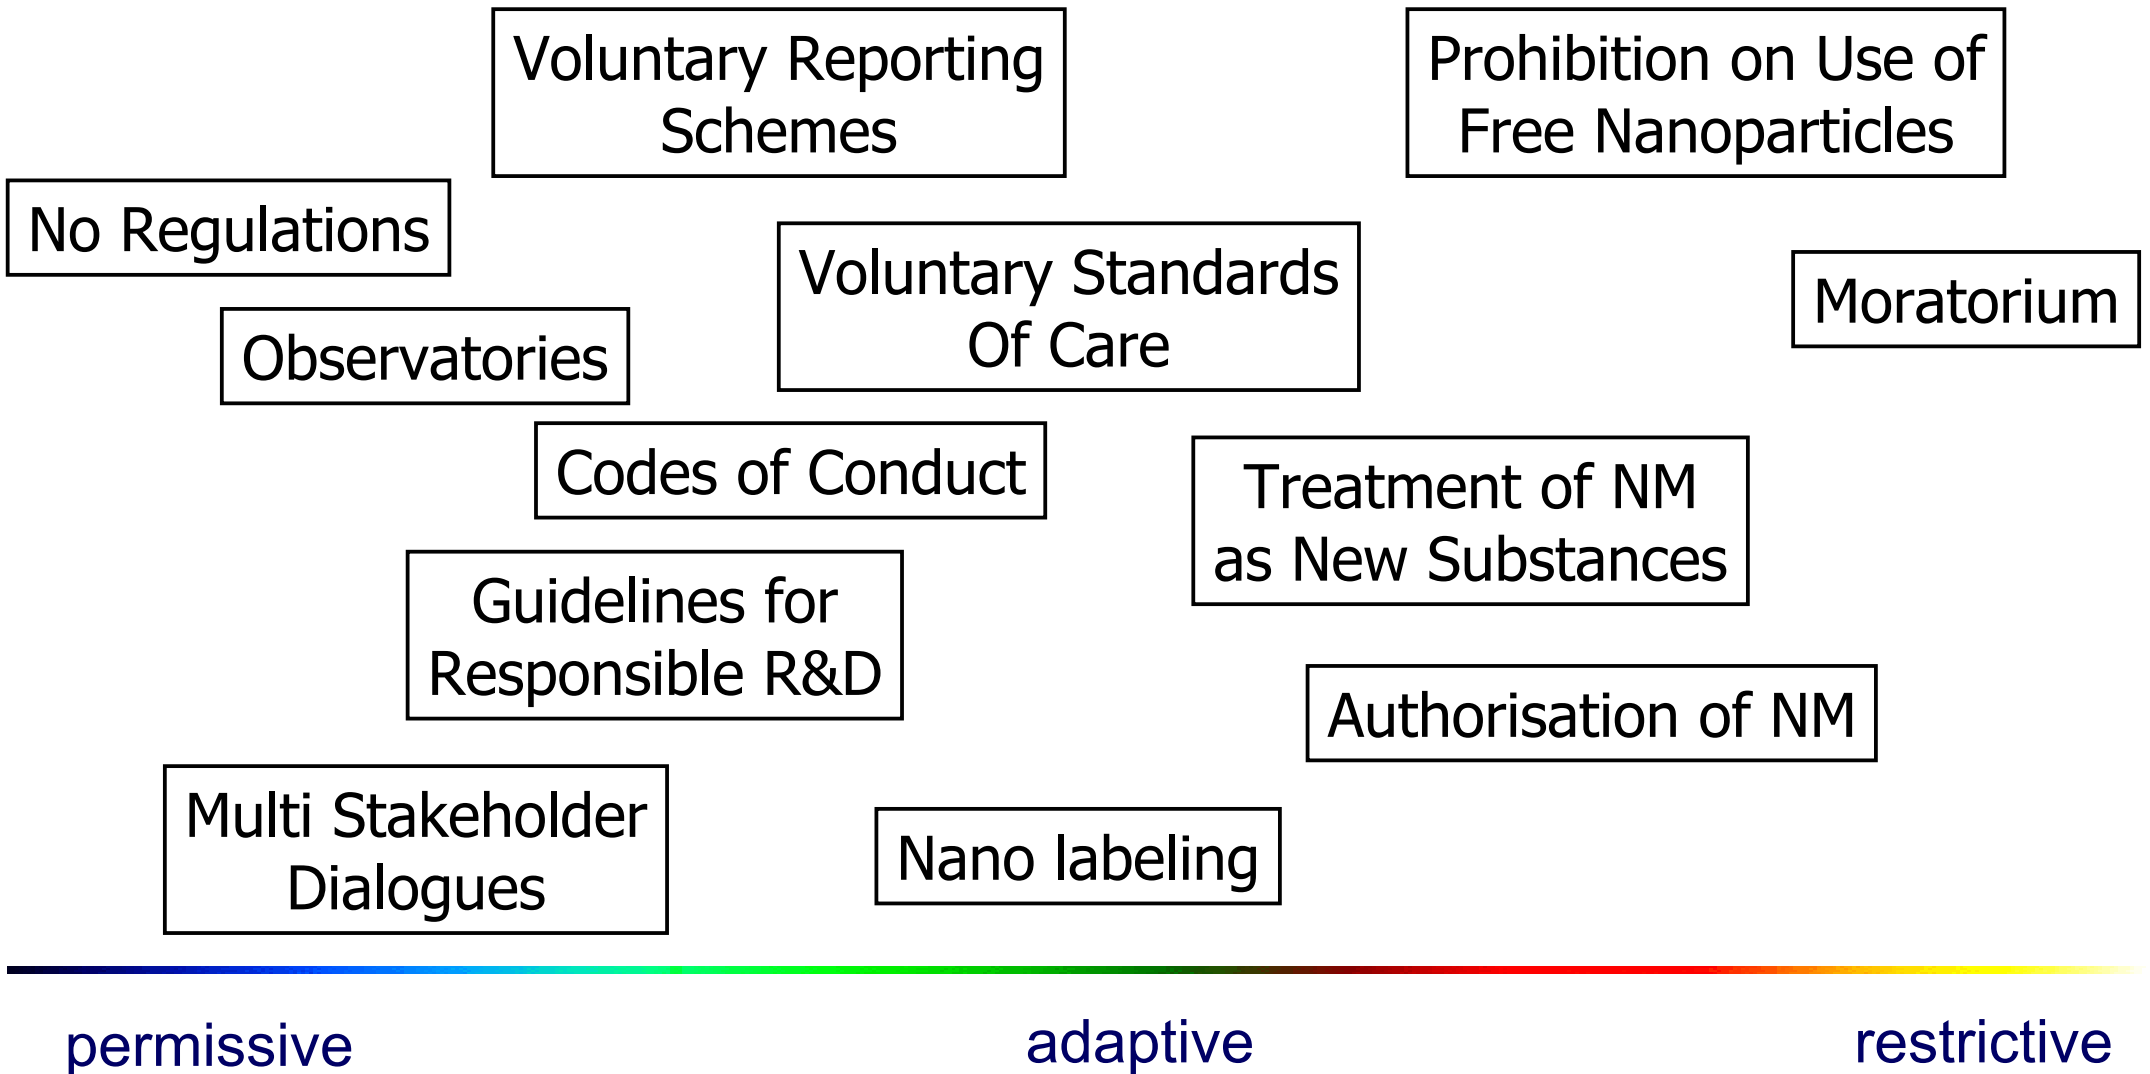 Voluntary Reporting
Schemes
Prohibition on Use of
Free Nanoparticles
No Regulations
Voluntary Standards
Of Care
Moratorium
Observatories
Codes of Conduct
Treatment of NM
as New Substances
Guidelines for
Responsible R&D
Authorisation of NM
Multi Stakeholder
Dialogues
Nano labeling
permissive
adaptive
restrictive